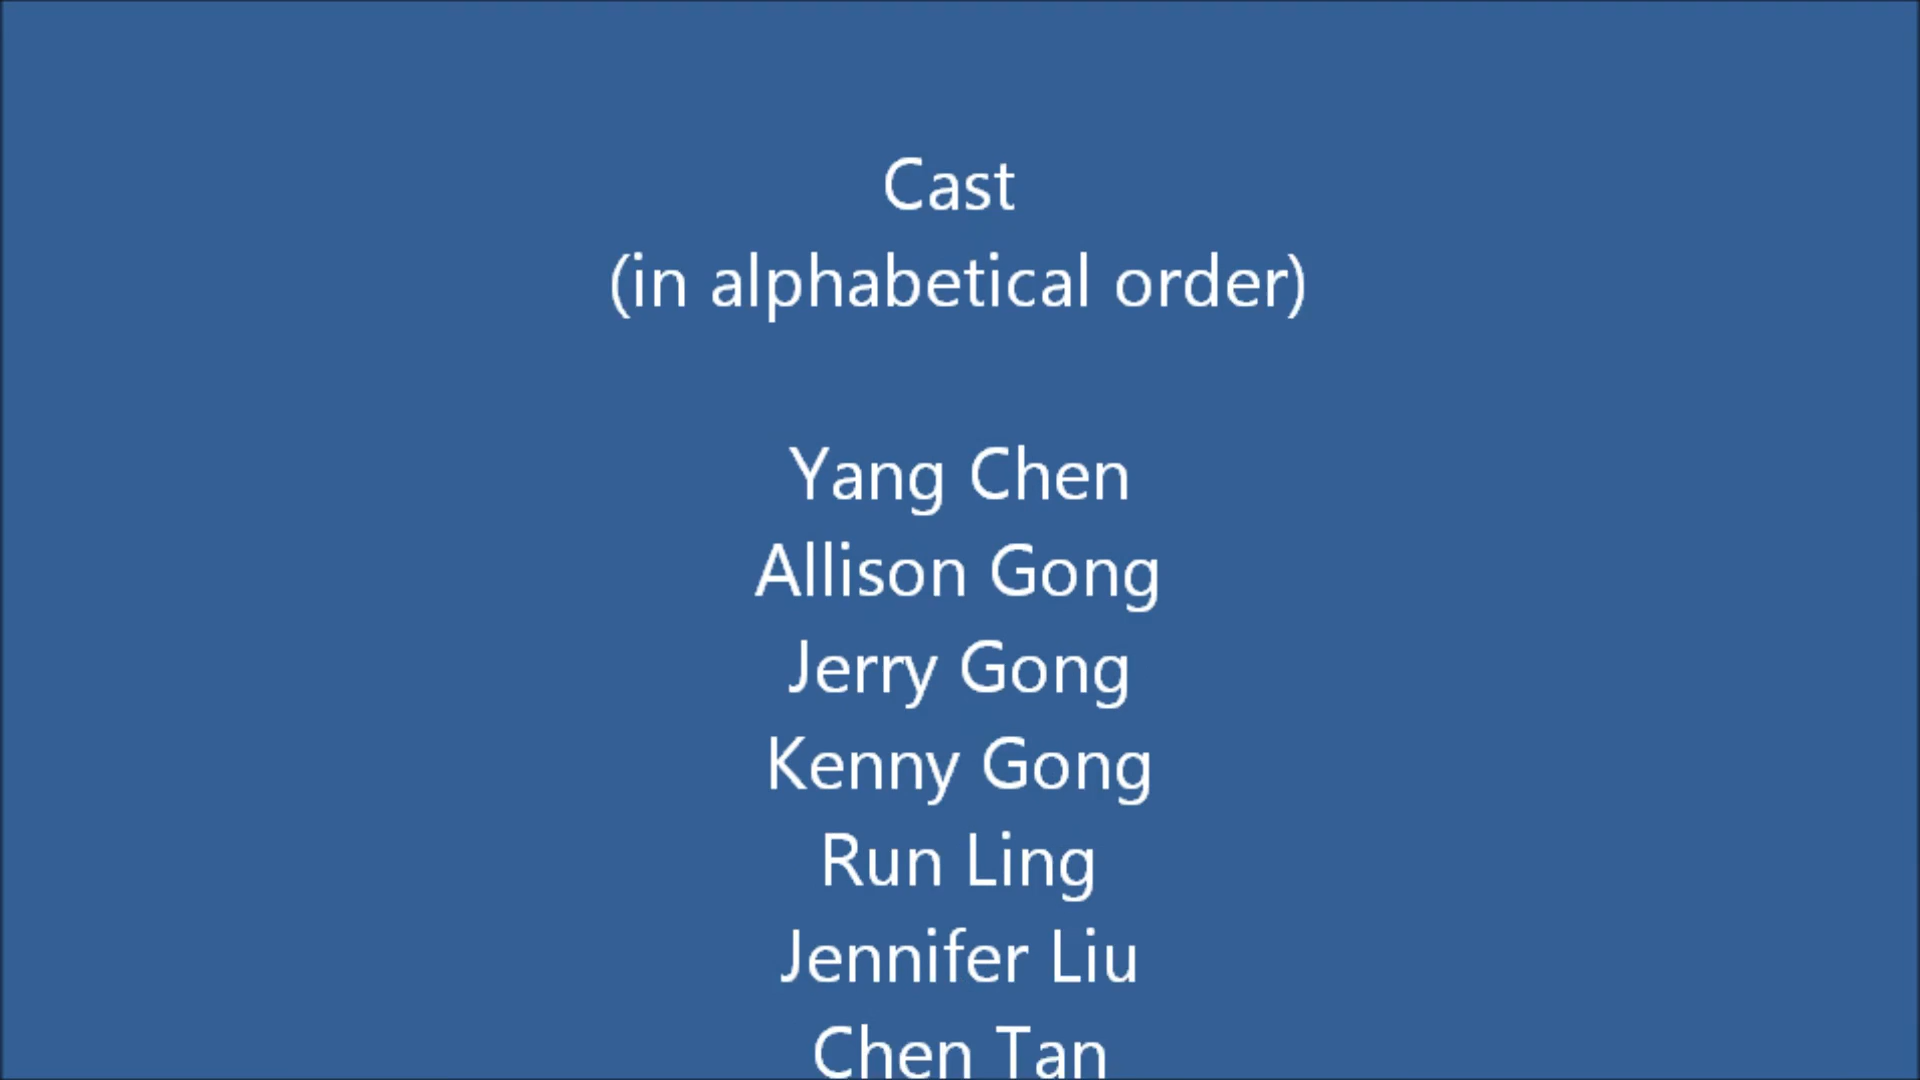 Cast
(in alphabetical order)
Yang Chen
Allison Gong
Jerry Gong
Kenny Gong
Run Ling
Jennifer Liu
Chen Tan